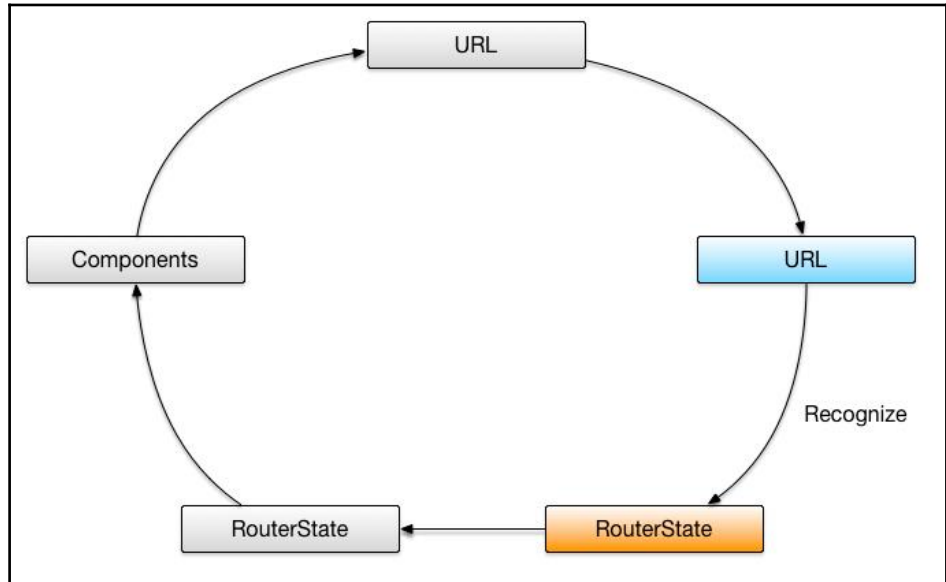 URL
Components
URL
Recognize
RouterState
RouterState